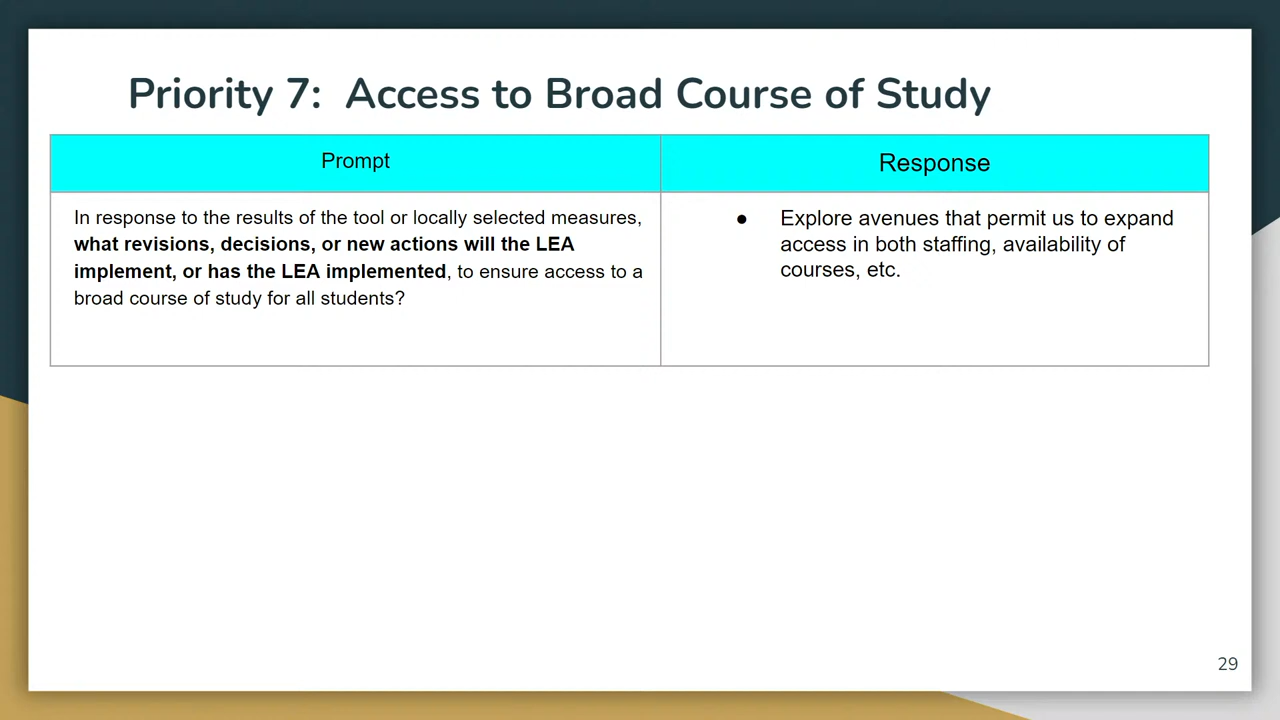 Priority 7:  Access to Broad Course of Study
Prompt
Response
In response to the results of the tool or locally selected measures,
what revisions, decisions, or new actions will the LEA
implement, or has the LEA implemented, to ensure access to a
broad course of study for all students?
● Explore avenues that permit us to expand
access in both staffing, availability of
courses, etc.
29